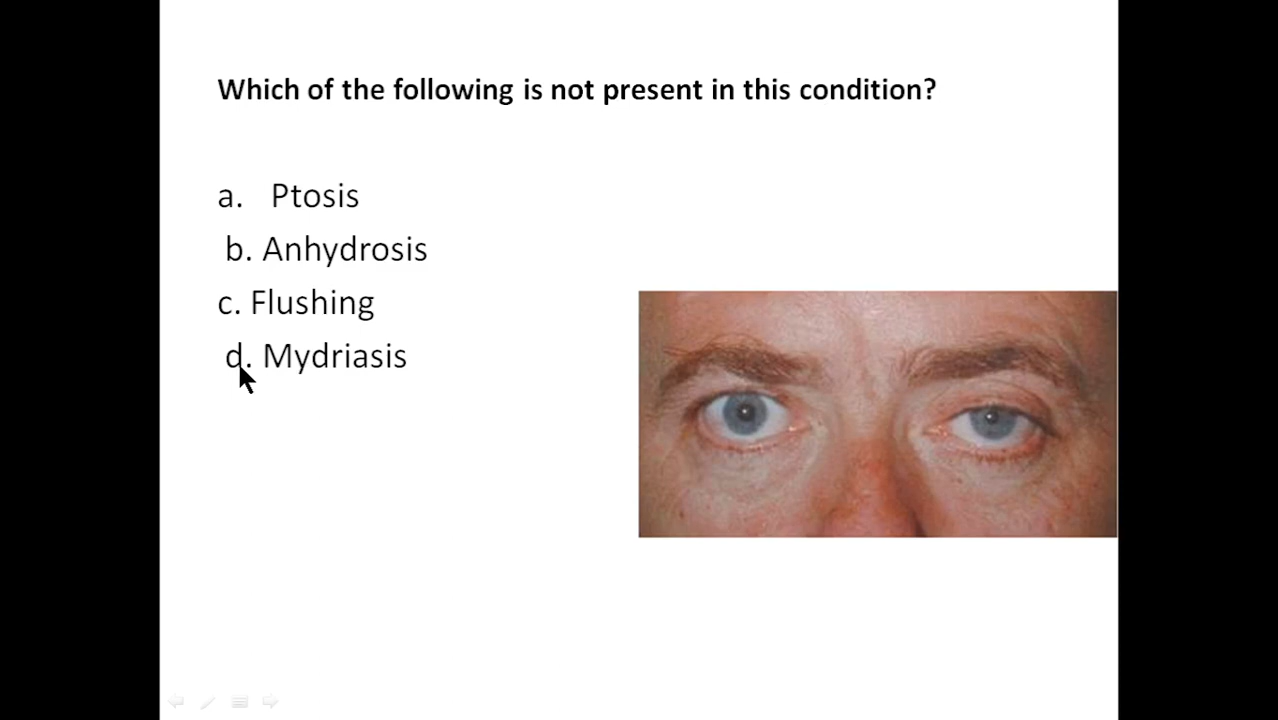 Which of the following is not present in this condition?
a. Ptosis
b. Anhydrosis
c. Flushing
d. Mydriasis